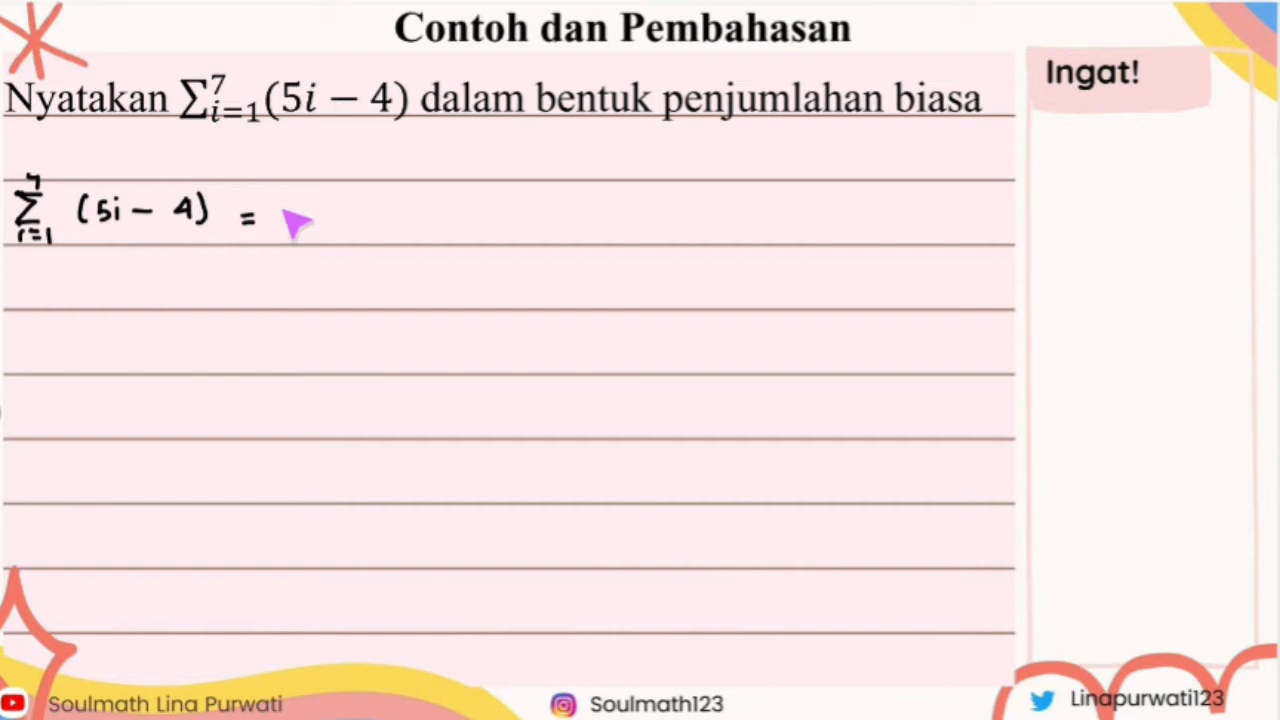 Contoh dan Pembahasan
Ingat!
Nyatakan ∑_{i=1}^{7}(5i − 4) dalam bentuk penjumlahan biasa
∑_{i=1}^{7} (5i − 4) =
Soulmath Lina Purwati
Soulmath123
Linapurwati123